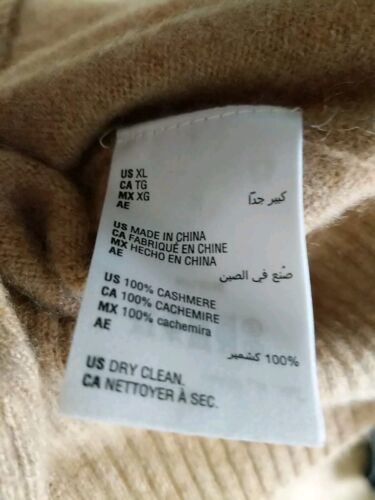 US XL
CA TG
MX XG
AE كبير جدًا
US MADE IN CHINA
CA FABRIQUÉ EN CHINE
MX HECHO EN CHINA
AE صنع في الصين
US 100% CASHMERE
CA 100% CACHEMIRE
MX 100% cachemira
AE 100% كشمير
US DRY CLEAN.
CA NETTOYER À SEC.